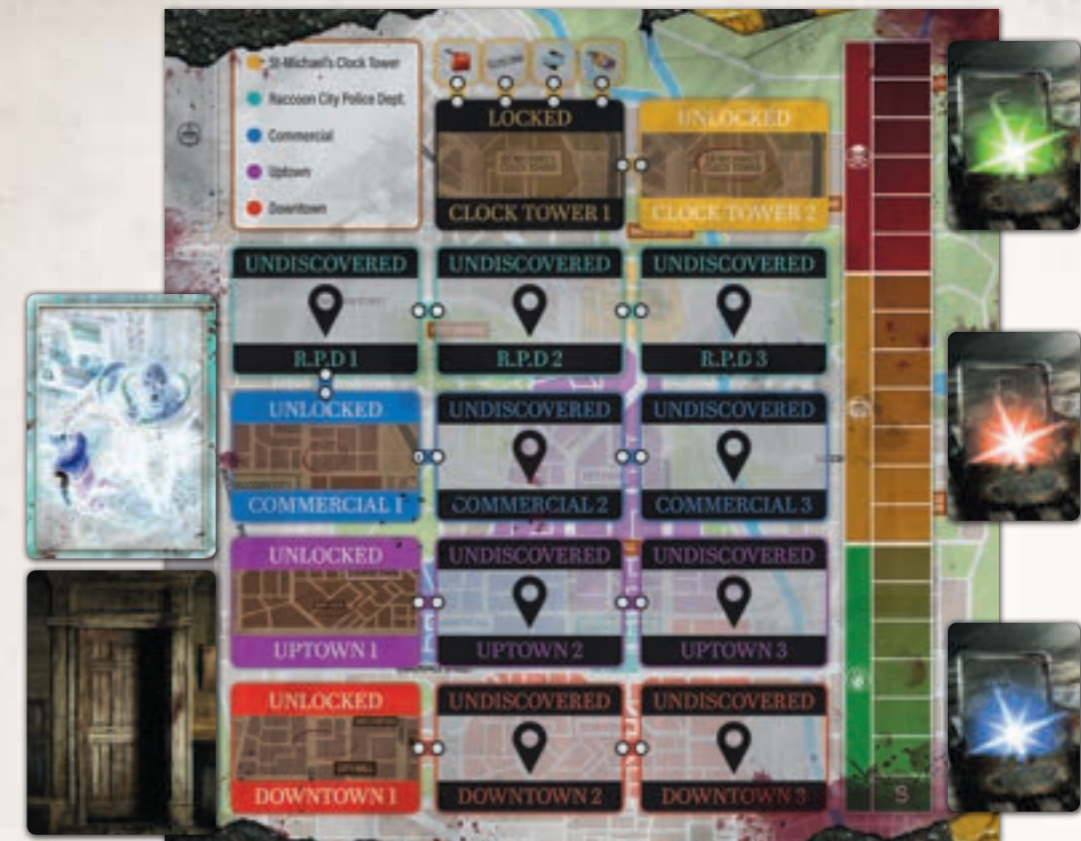 St-Michael's Clock Tower
Raccoon City Police Dept.
Commercial
Uptown
Downtown
LOCKED
CLOCK TOWER 1
UNLOCKED
CLOCK TOWER 2
UNDISCOVERED
R.P.D 1
UNDISCOVERED
R.P.D 2
UNDISCOVERED
R.P.D 3
UNLOCKED
COMMERCIAL 1
UNDISCOVERED
COMMERCIAL 2
UNDISCOVERED
COMMERCIAL 3
UNLOCKED
UPTOWN 1
UNDISCOVERED
UPTOWN 2
UNDISCOVERED
UPTOWN 3
UNLOCKED
DOWNTOWN 1
UNDISCOVERED
DOWNTOWN 2
UNDISCOVERED
DOWNTOWN 3
S